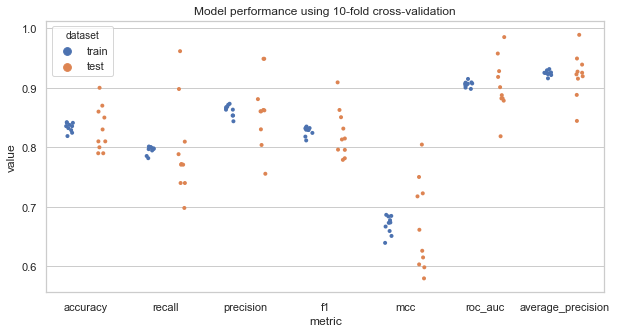 Model performance using 10-fold cross-validation
dataset
train
test
value
1.0
0.9
0.8
0.7
0.6
accuracy recall precision f1 mcc roc_auc average_precision
metric